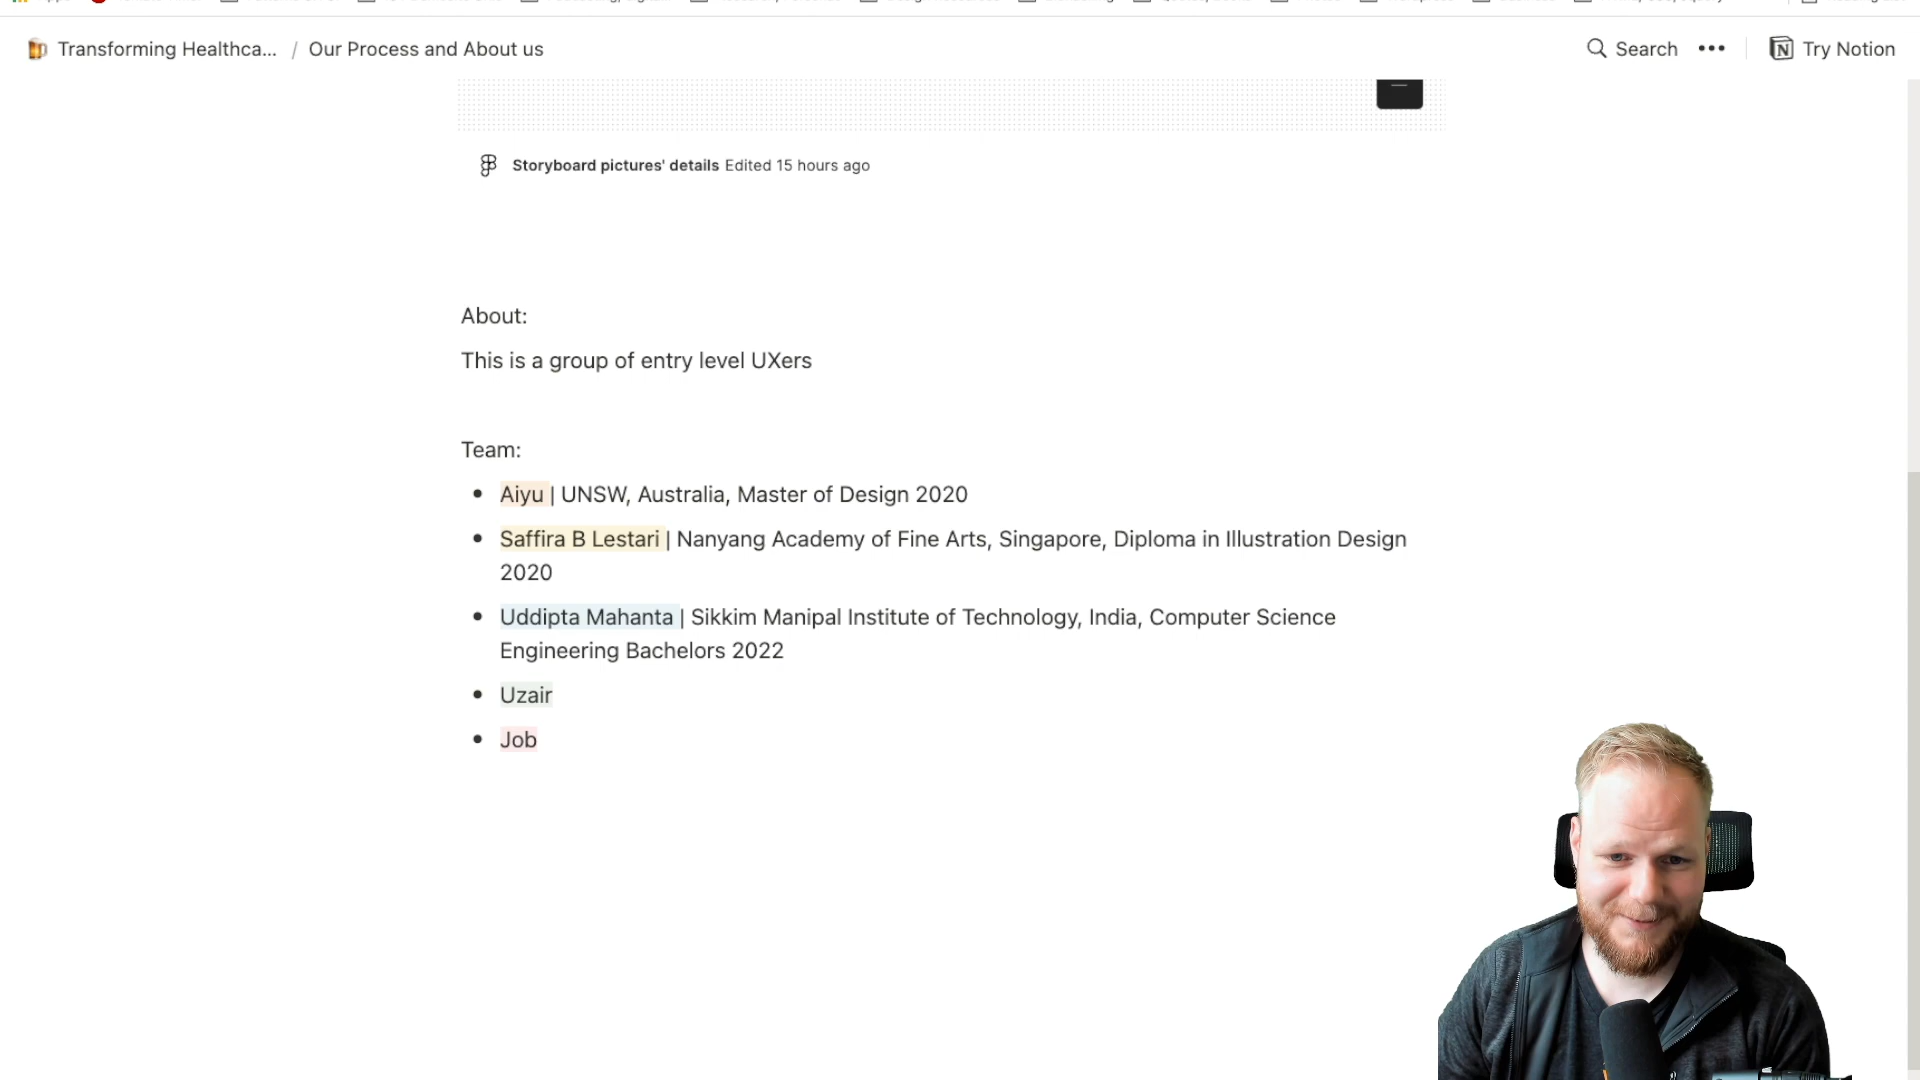 Transforming Healthca... / Our Process and About us
Search
Try Notion
Storyboard pictures' details Edited 15 hours ago
About:
This is a group of entry level UXers
Team:
Aiyu | UNSW, Australia, Master of Design 2020
Saffira B Lestari | Nanyang Academy of Fine Arts, Singapore, Diploma in Illustration Design
2020
Uddipta Mahanta | Sikkim Manipal Institute of Technology, India, Computer Science
Engineering Bachelors 2022
Uzair
Job